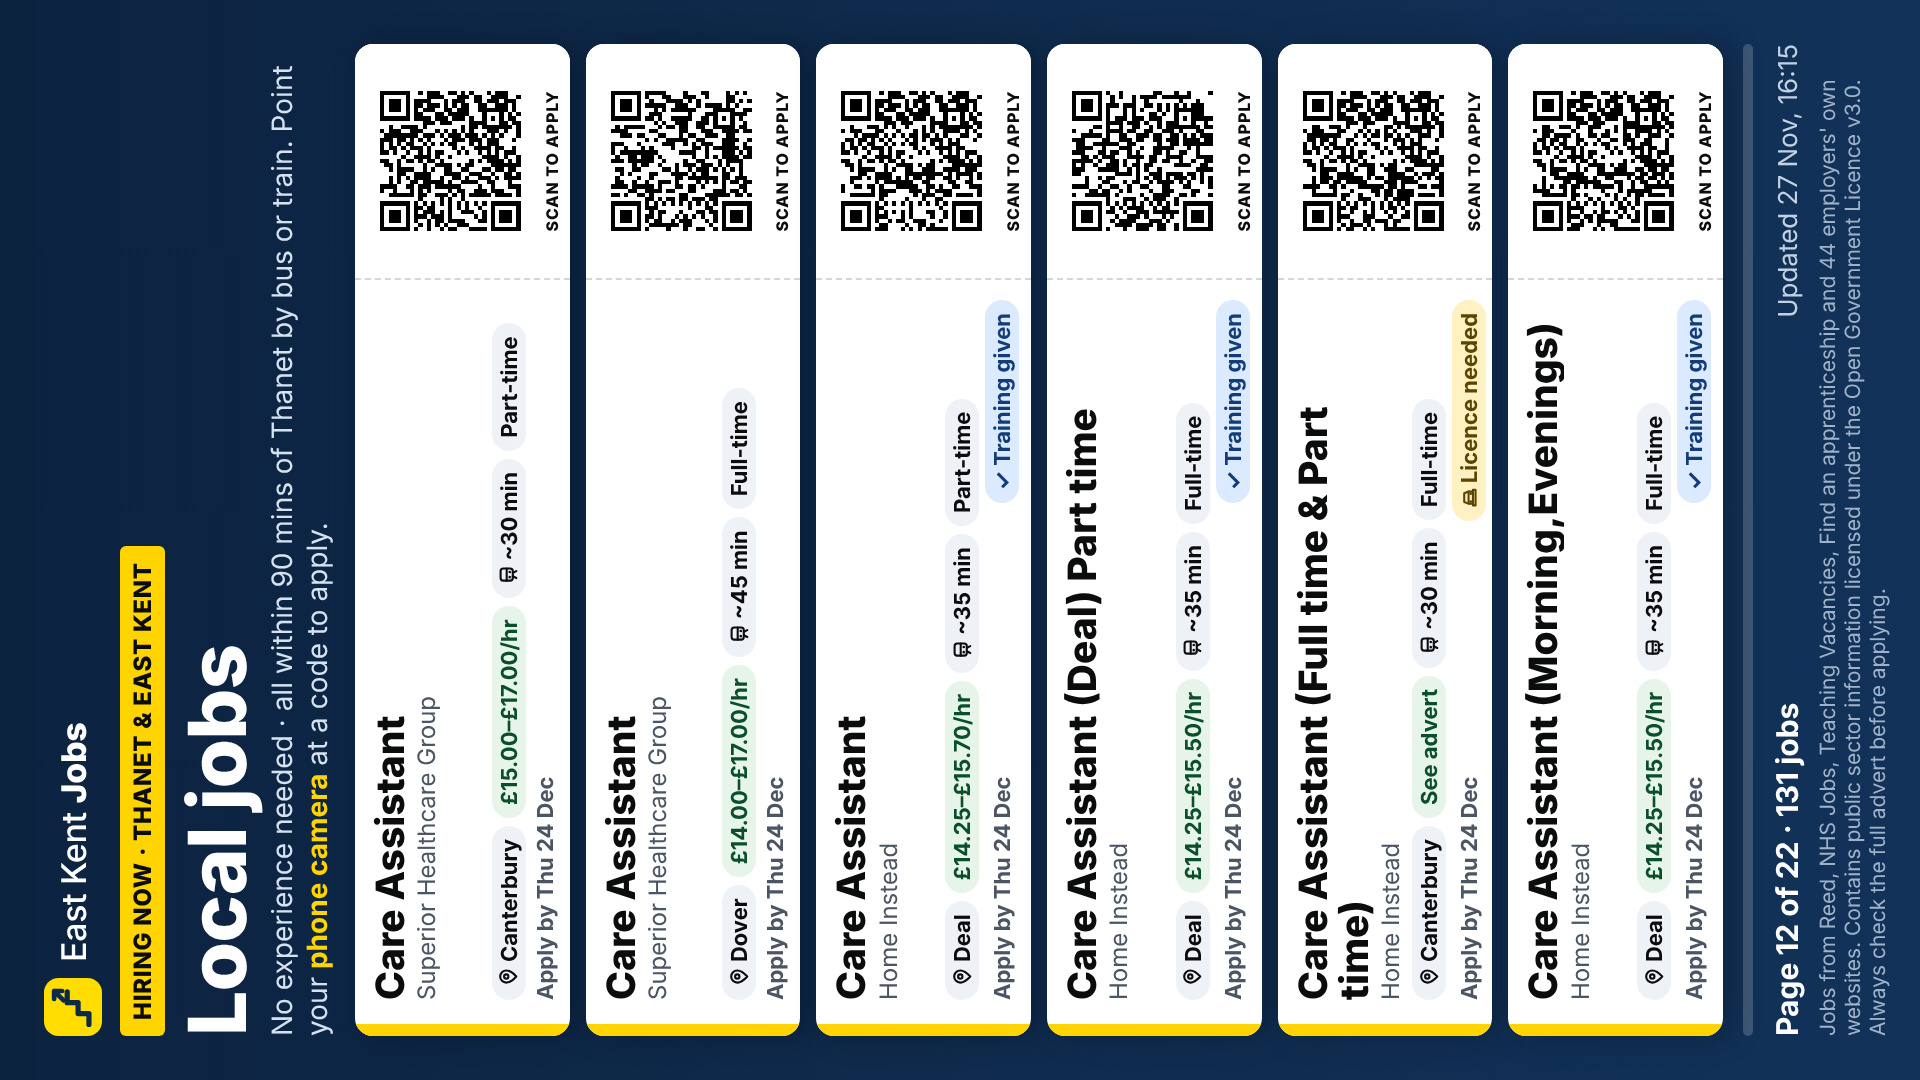 East Kent Jobs
HIRING NOW · THANET & EAST KENT
Local jobs
No experience needed · all within 90 mins of Thanet by bus or train. Point
your phone camera at a code to apply.
Care Assistant
Superior Healthcare Group
Canterbury £15.00–£17.00/hr ~30 min Part-time
Apply by Thu 24 Dec
SCAN TO APPLY
Care Assistant
Superior Healthcare Group
Dover £14.00–£17.00/hr ~45 min Full-time
Apply by Thu 24 Dec
SCAN TO APPLY
Care Assistant
Home Instead
Deal £14.25–£15.70/hr ~35 min Part-time
Apply by Thu 24 Dec ✓ Training given
SCAN TO APPLY
Care Assistant (Deal) Part time
Home Instead
Deal £14.25–£15.50/hr ~35 min Full-time
Apply by Thu 24 Dec ✓ Training given
SCAN TO APPLY
Care Assistant (Full time & Part
time)
Home Instead
Canterbury See advert ~30 min Full-time
Apply by Thu 24 Dec Licence needed
SCAN TO APPLY
Care Assistant (Morning,Evenings)
Home Instead
Deal £14.25–£15.50/hr ~35 min Full-time
Apply by Thu 24 Dec ✓ Training given
SCAN TO APPLY
Page 12 of 22 · 131 jobs Updated 27 Nov, 16:15
Jobs from Reed, NHS Jobs, Teaching Vacancies, Find an apprenticeship and 44 employers' own
websites. Contains public sector information licensed under the Open Government Licence v3.0.
Always check the full advert before applying.